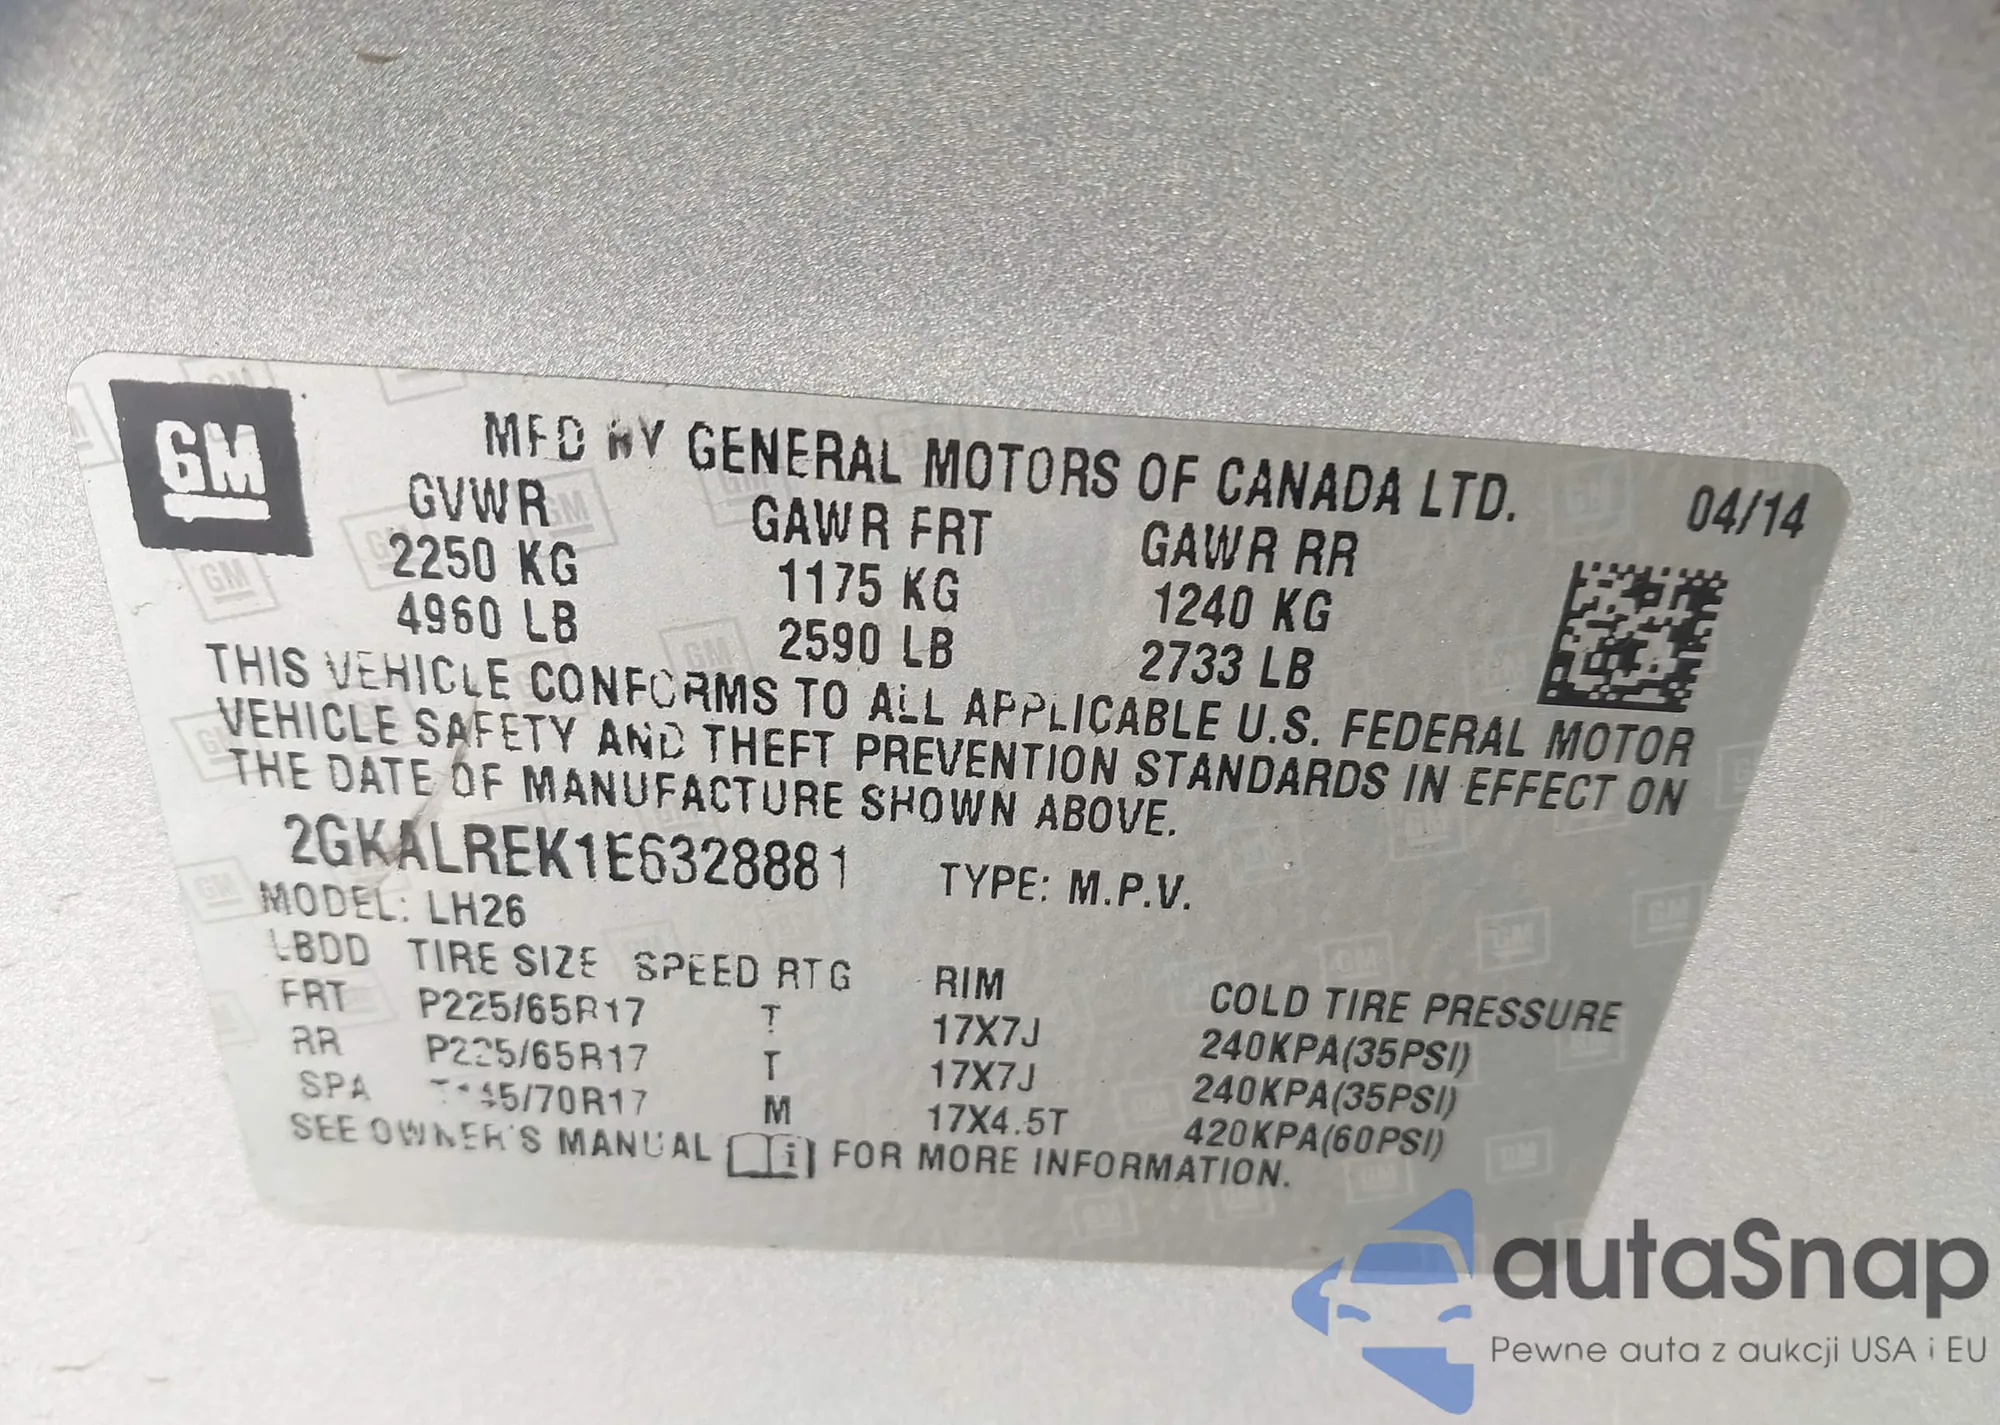 GM
MFD BY GENERAL MOTORS OF CANADA LTD. 04/14
GVWR GAWR FRT GAWR RR
2250 KG 1175 KG 1240 KG
4960 LB 2590 LB 2733 LB
THIS VEHICLE CONFORMS TO ALL APPLICABLE U.S. FEDERAL MOTOR
VEHICLE SAFETY AND THEFT PREVENTION STANDARDS IN EFFECT ON
THE DATE OF MANUFACTURE SHOWN ABOVE.
2GKALREK1E6328881 TYPE: M.P.V.
MODEL: LH26
LBDD TIRE SIZE SPEED RTG RIM COLD TIRE PRESSURE
FRT P225/65R17 T 17X7J 240KPA(35PSI)
RR P225/65R17 T 17X7J 240KPA(35PSI)
SPA M 17X4.5T 420KPA(60PSI)
SEE OWNER'S MANUAL FOR MORE INFORMATION.
autaSnap
Pewne auta z aukcji USA i EU